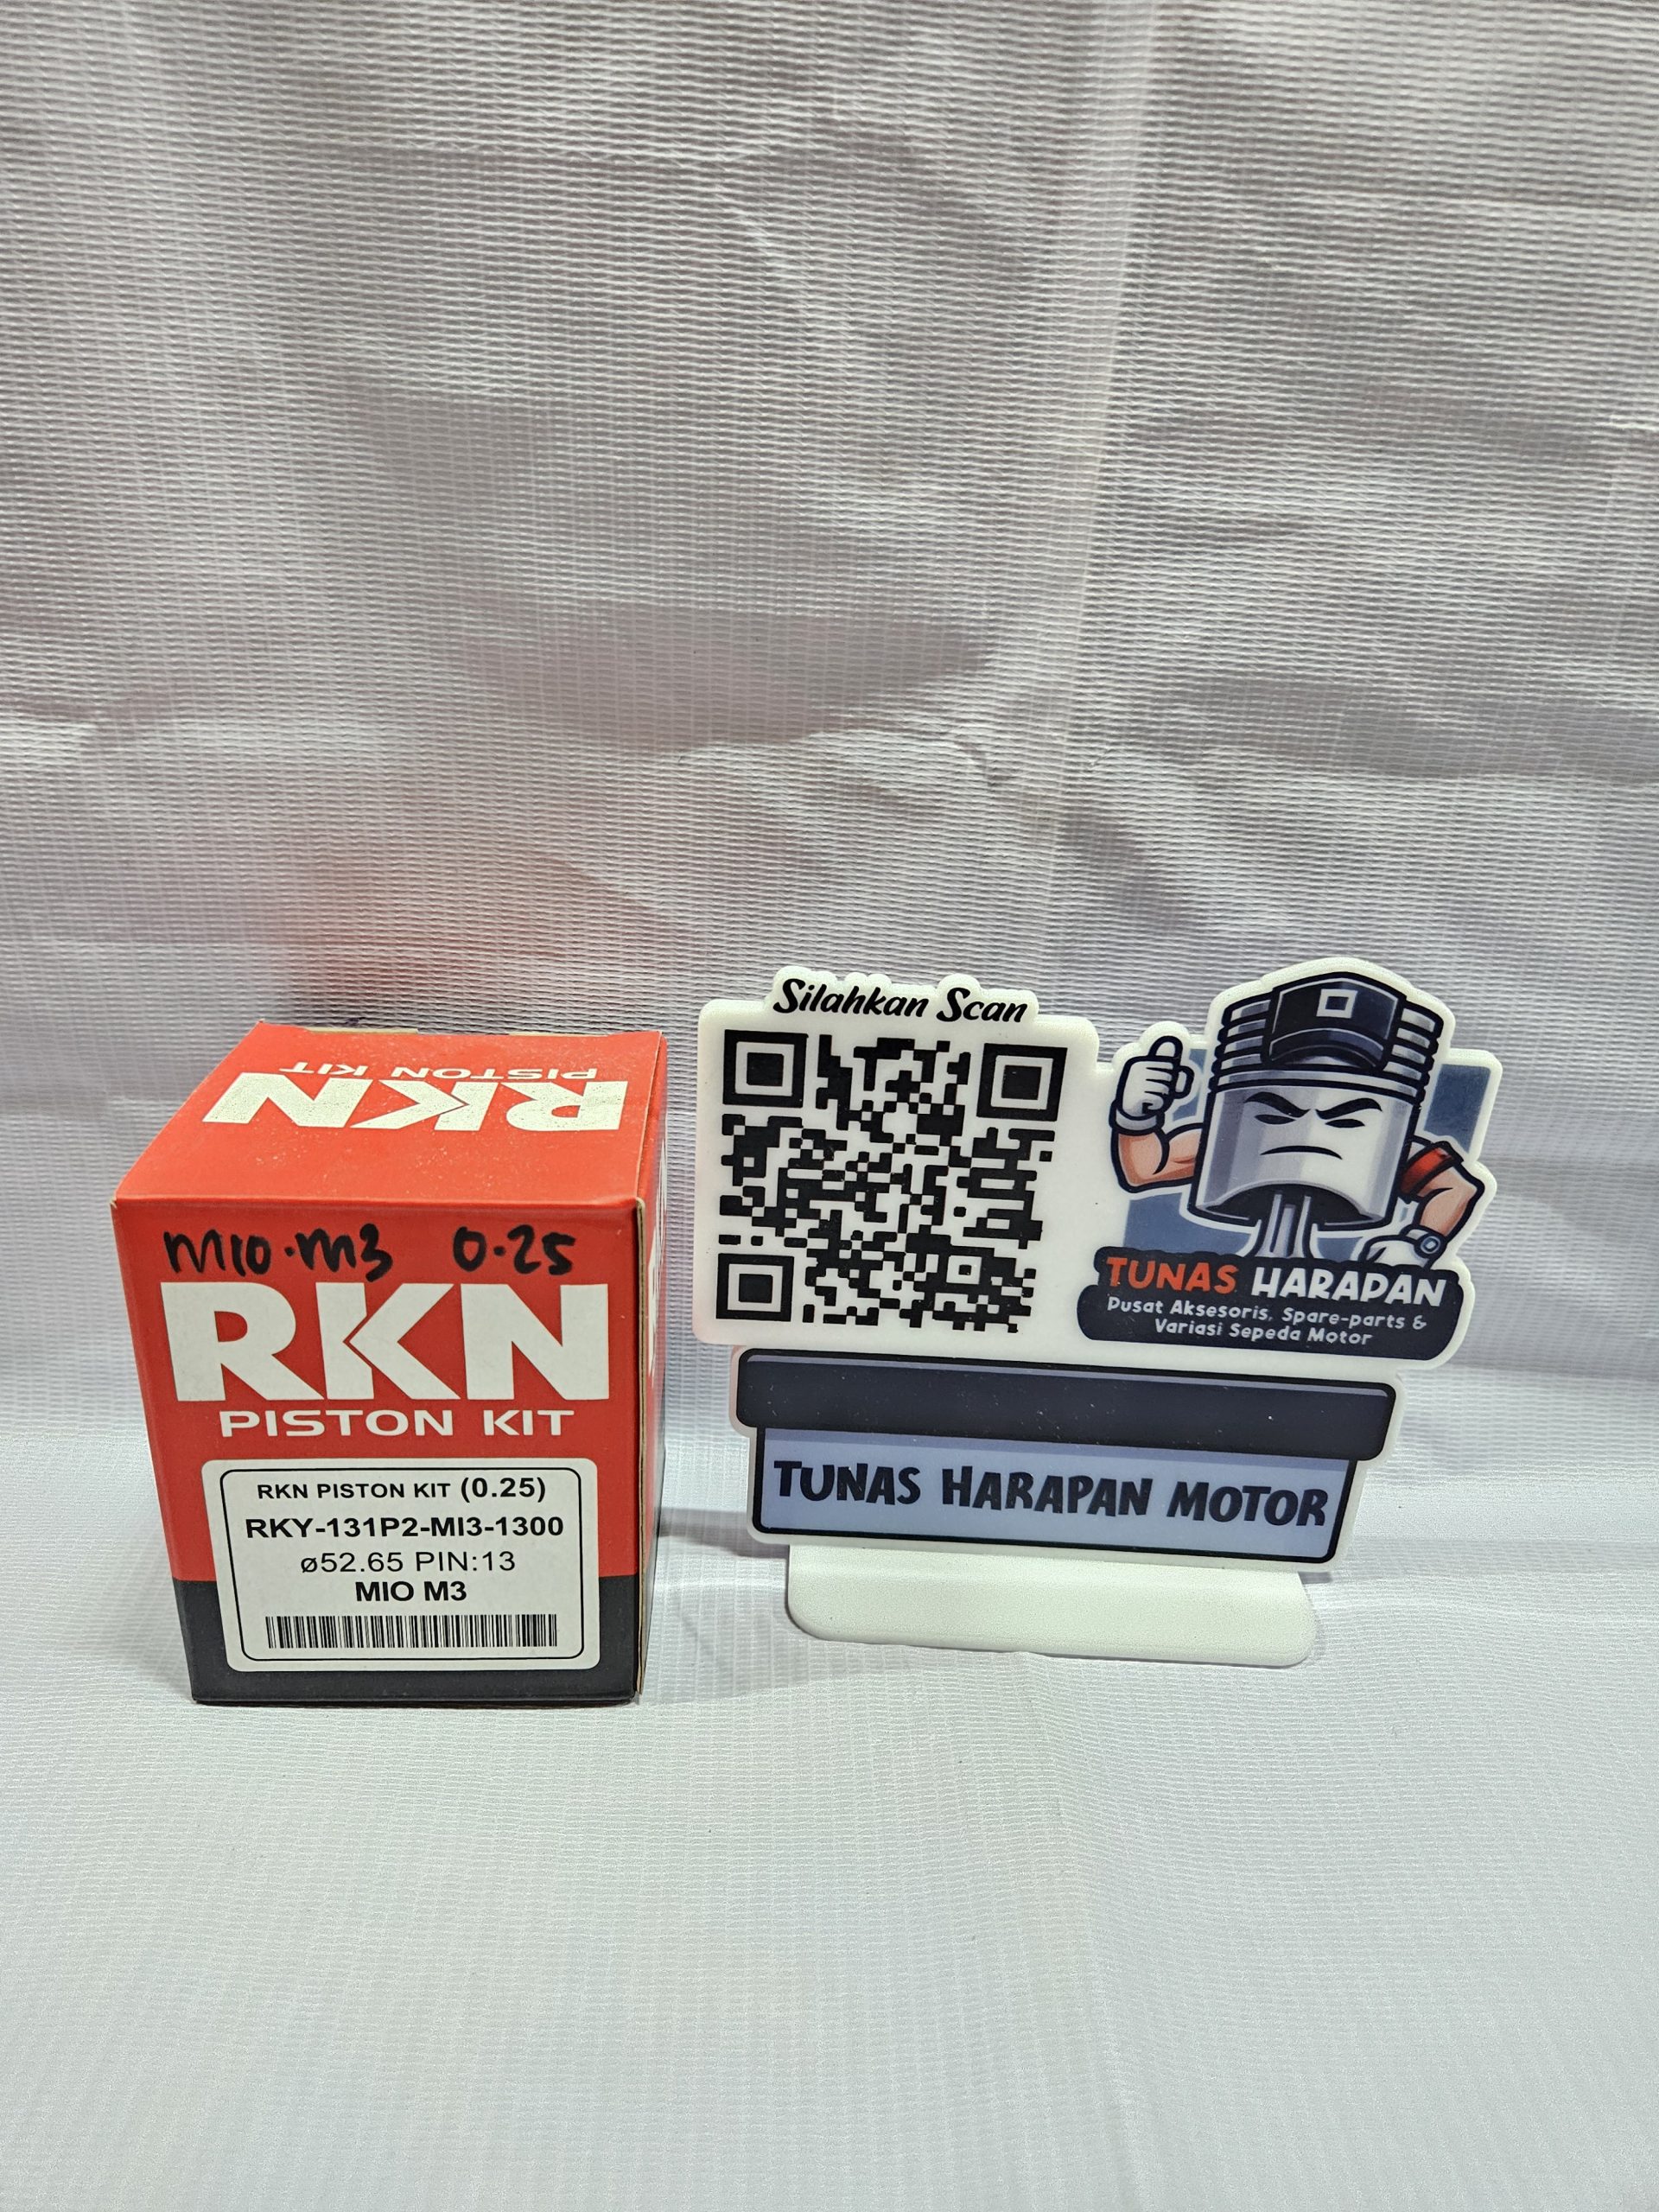 RKN
PISTON KIT
MIO.M3 0.25
RKN
PISTON KIT
RKN PISTON KIT (0.25)
RKY-131P2-MI3-1300
ø52.65 PIN:13
MIO M3
Silahkan Scan
TUNAS HARAPAN
Pusat Aksesoris, Spare-parts &
Variasi Sepeda Motor
TUNAS HARAPAN MOTOR